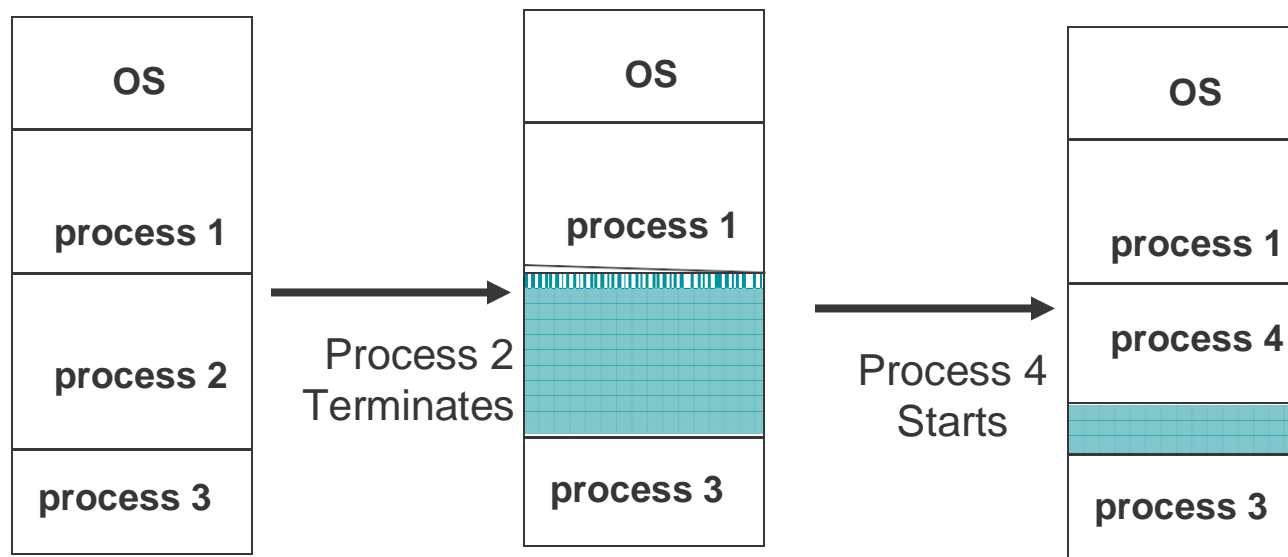 OS
process 1
process 2
process 3
Process 2
Terminates
OS
process 1
process 3
Process 4
Starts
OS
process 1
process 4
process 3